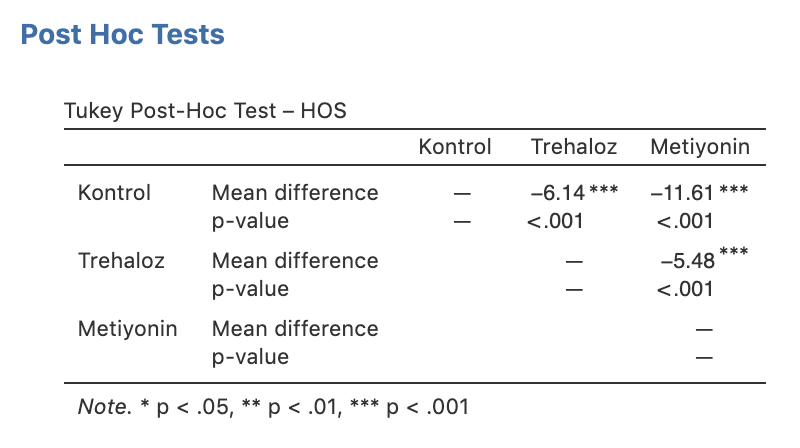 Post Hoc Tests
Tukey Post-Hoc Test – HOS
Kontrol Trehaloz Metiyonin
Kontrol Mean difference — −6.14 *** −11.61 ***
p-value — <.001 <.001
Trehaloz Mean difference — −5.48 ***
p-value — <.001
Metiyonin Mean difference —
p-value —
Note. * p < .05, ** p < .01, *** p < .001